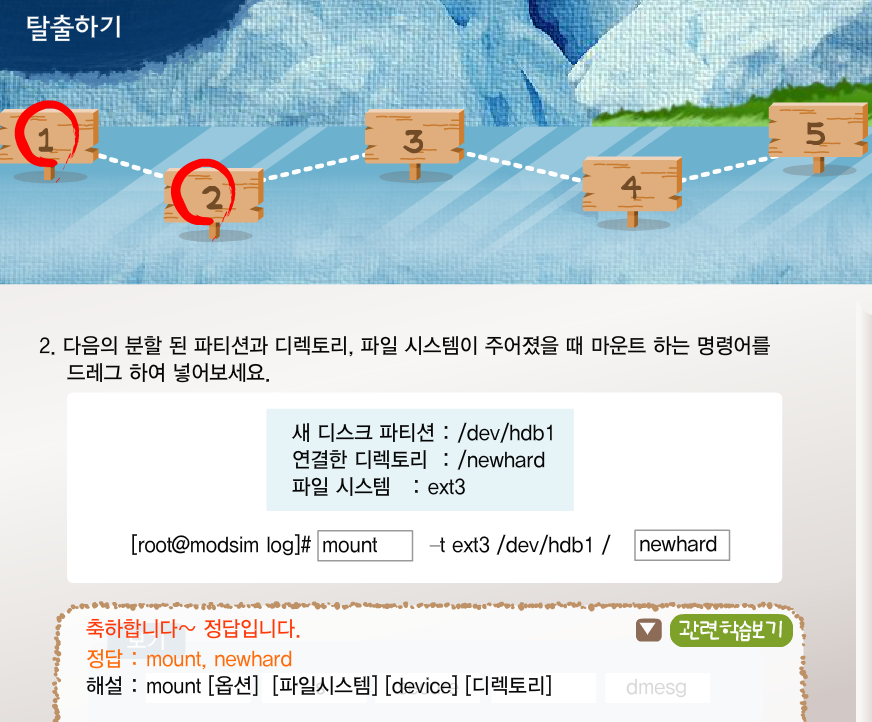 탈출하기
1
2
3
4
5
2. 다음의 분할 된 파티션과 디렉토리, 파일 시스템이 주어졌을 때 마운트 하는 명령어를
드레그 하여 넣어보세요.
새 디스크 파티션 : /dev/hdb1
연결한 디렉토리 : /newhard
파일 시스템 : ext3
[root@modsim log]# mount –t ext3 /dev/hdb1 / newhard
축하합니다~ 정답입니다.
관련학습보기
보기
정답 : mount, newhard
해설 : mount [옵션] [파일시스템] [device] [디렉토리]
dmesg